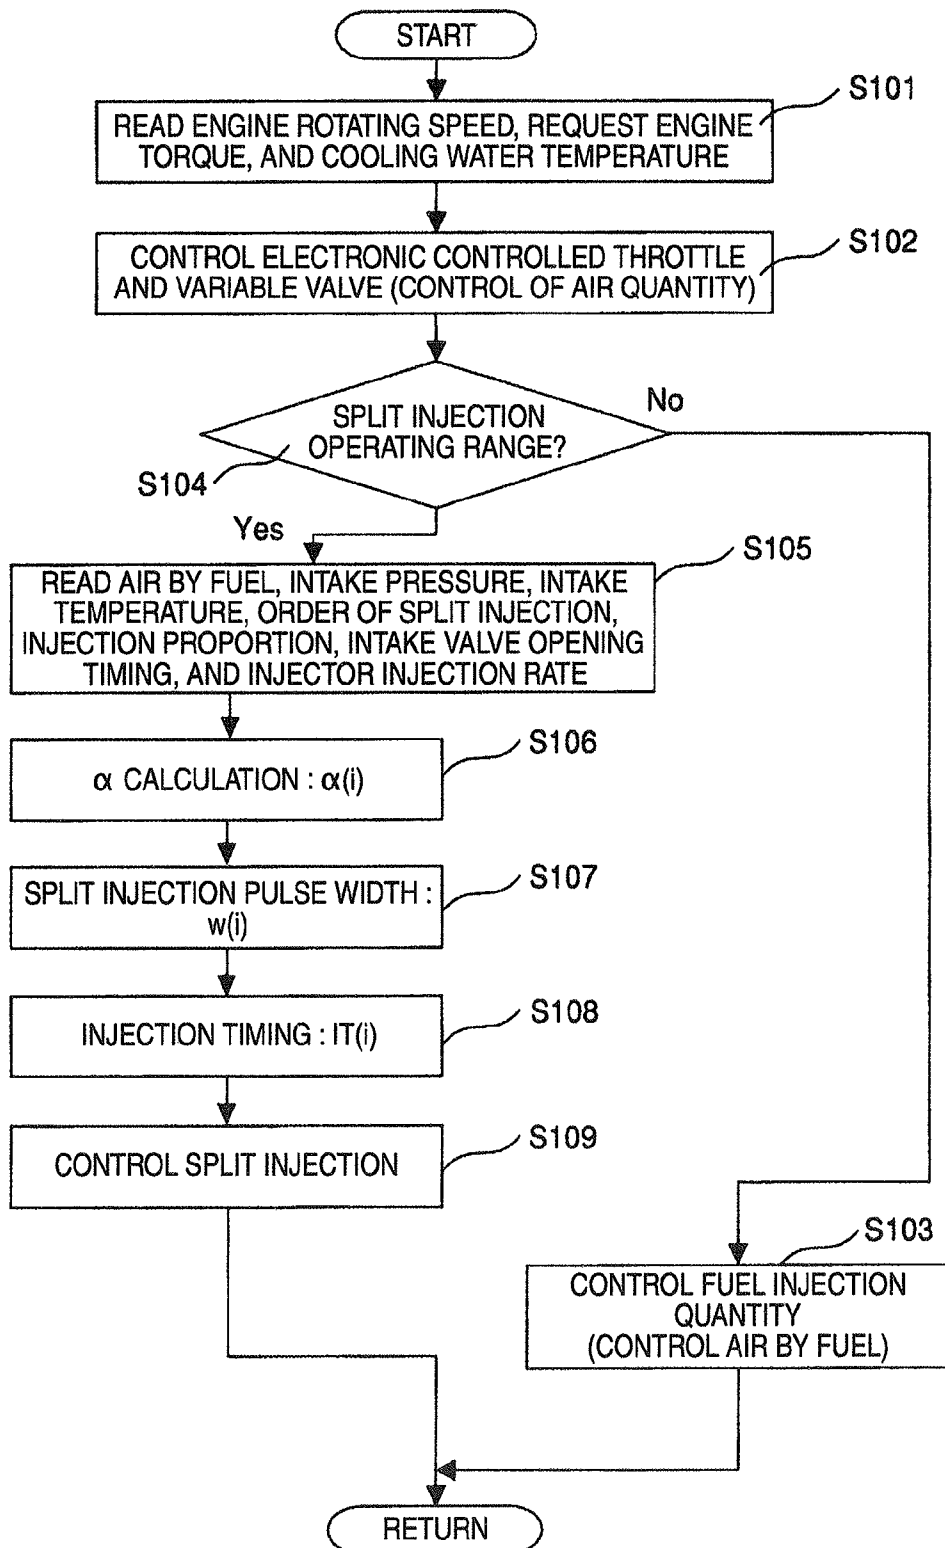 START
S101
READ ENGINE ROTATING SPEED, REQUEST ENGINE
TORQUE, AND COOLING WATER TEMPERATURE
S102
CONTROL ELECTRONIC CONTROLLED THROTTLE
AND VARIABLE VALVE (CONTROL OF AIR QUANTITY)
No
SPLIT INJECTION
OPERATING RANGE?
S104
Yes
S105
READ AIR BY FUEL, INTAKE PRESSURE, INTAKE
TEMPERATURE, ORDER OF SPLIT INJECTION,
INJECTION PROPORTION, INTAKE VALVE OPENING
TIMING, AND INJECTOR INJECTION RATE
S106
α CALCULATION : α(i)
S107
SPLIT INJECTION PULSE WIDTH :
w(i)
S108
INJECTION TIMING : IT(i)
S109
CONTROL SPLIT INJECTION
S103
CONTROL FUEL INJECTION
QUANTITY
(CONTROL AIR BY FUEL)
RETURN